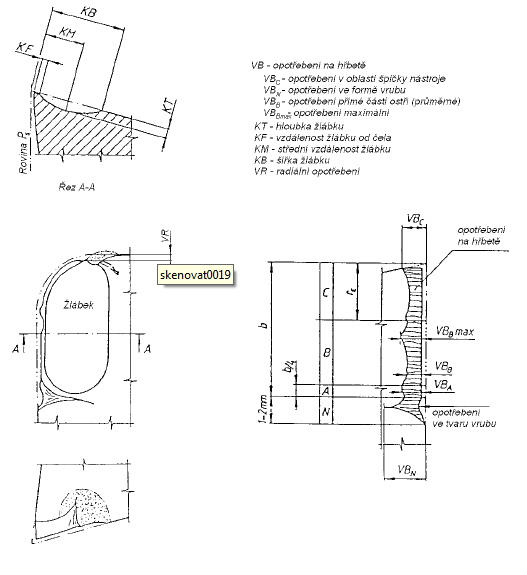 KB
KM
KF
KT
Rovina Ps
Řez A-A
VB - opotřebení na hřbetě
VBC - opotřebení v oblasti špičky nástroje
VBN - opotřebení ve formě vrubu
VBB - opotřebení přímé části ostří (průměrné)
VBBmax - opotřebení maximální
KT - hloubka žlábku
KF - vzdálenost žlábku od čela
KM - střední vzdálenost žlábku
KB - šířka žlábku
VR - radiální opotřebení
VR
skenovat0019
Žlábek
A
A
VBC
opotřebení
na hřbetě
C
rε
b
B
VBB max
b/4
VBB
A
VBA
N
1-2mm
opotřebení
ve tvaru vrubu
VBN